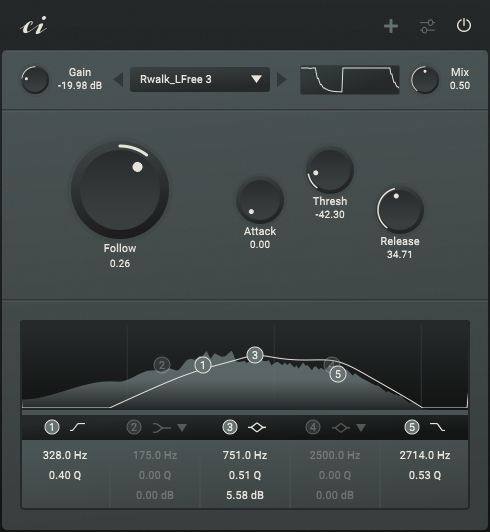 ci
Gain
-19.98 dB
Rwalk_LFree 3
Mix
0.50
Follow
0.26
Attack
0.00
Thresh
-42.30
Release
34.71
2
1
3
4
5
1 2 3 4 5
328.0 Hz 175.0 Hz 751.0 Hz 2500.0 Hz 2714.0 Hz
0.40 Q 0.00 Q 0.51 Q 0.00 Q 0.53 Q
0.00 dB 5.58 dB 0.00 dB